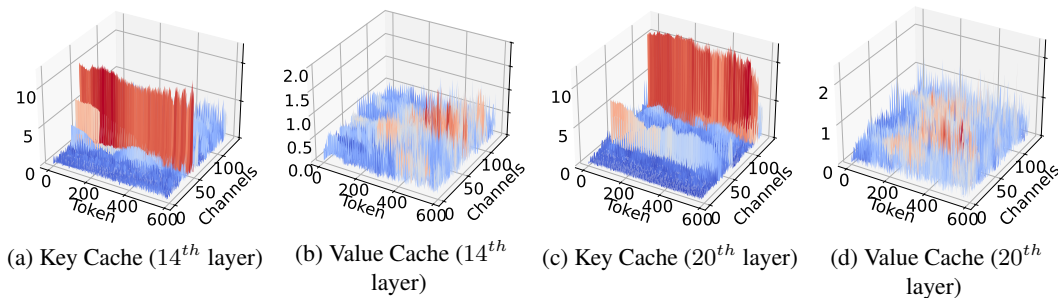 10
5
0
0
200
400
600
Token
0
50
100
Channels
(a) Key Cache (14th layer)
2.0
1.5
1.0
0.5
0.0
0
200
400
600
Token
0
50
100
Channels
(b) Value Cache (14th
layer)
10
5
0
0
200
400
600
Token
0
50
100
Channels
(c) Key Cache (20th layer)
2
1
0
200
400
600
Token
0
50
100
Channels
(d) Value Cache (20th
layer)